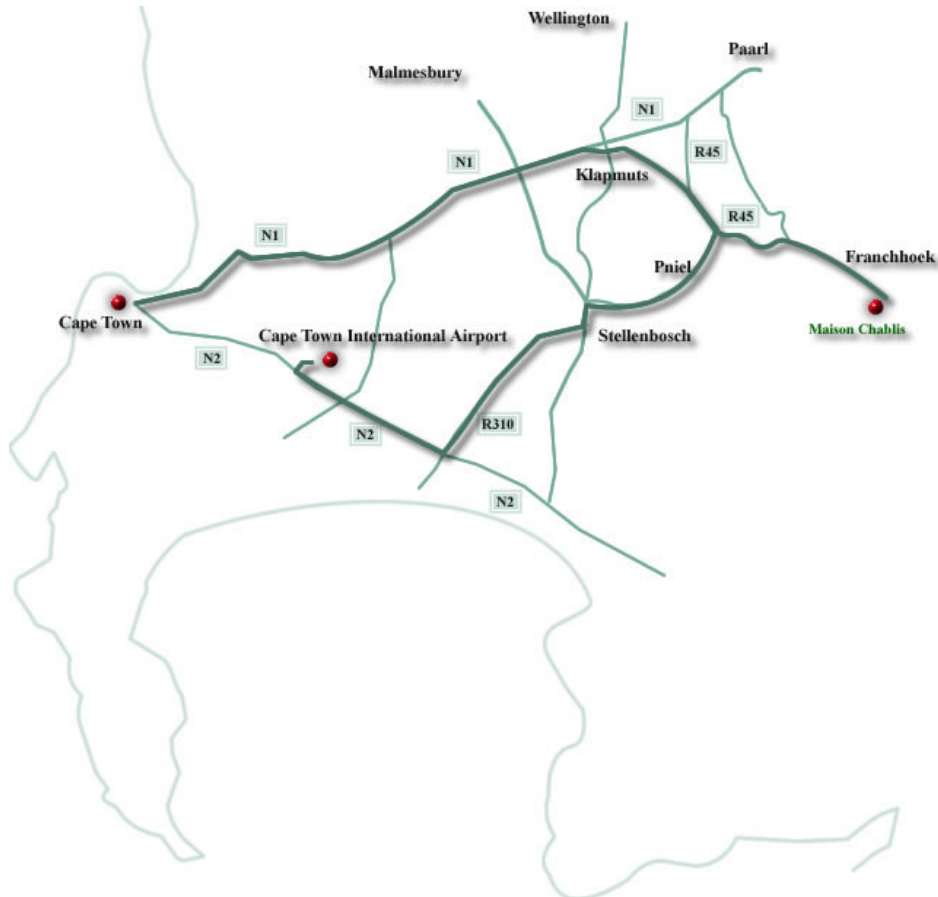 Wellington
Paarl
Malmesbury
N1
N1
R45
Klapmuts
R45
N1
Franchhoek
Pniel
Cape Town
Cape Town International Airport
Maison Chablis
Stellenbosch
N2
R310
N2
N2